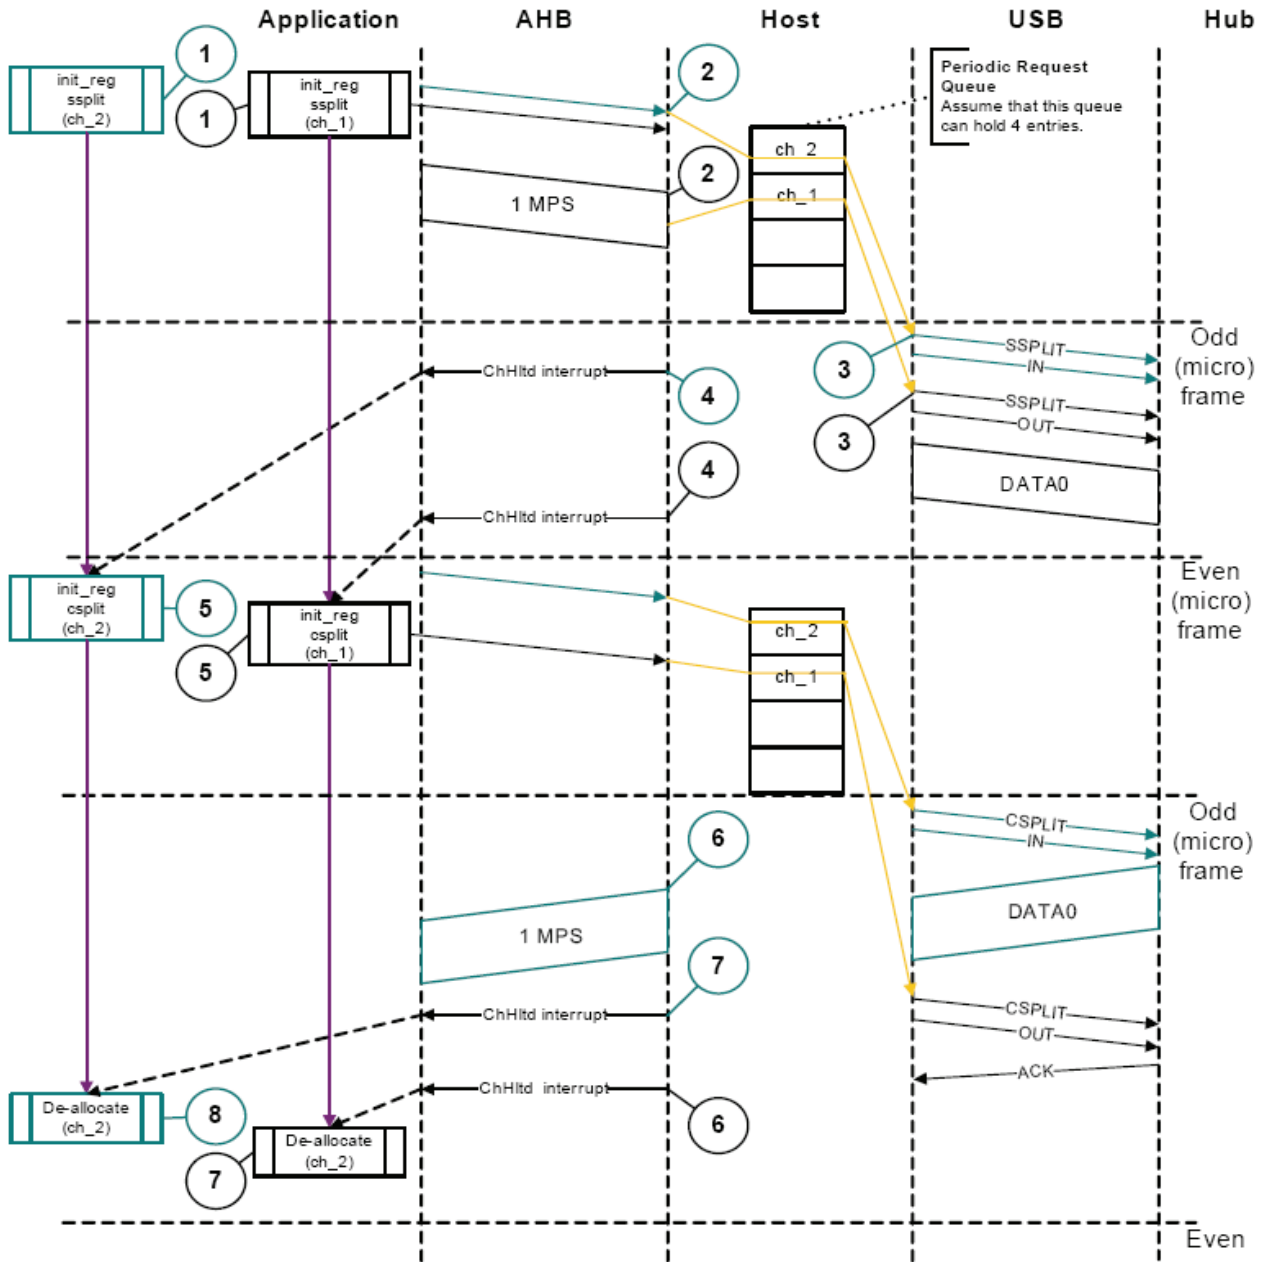 Application
AHB
Host
USB
Hub
1
2
init_reg
ssplit
(ch_2)
1
init_reg
ssplit
(ch_1)
Periodic Request
Queue
Assume that this queue
can hold 4 entries.
2
1 MPS
ch_2
ch_1
Odd
(micro)
frame
SSPLIT
IN
3
ChHltd interrupt
4
SSPLIT
OUT
3
4
DATA0
ChHltd interrupt
Even
(micro)
frame
init_reg
csplit
(ch_2)
5
init_reg
csplit
(ch_1)
5
ch_2
ch_1
Odd
(micro)
frame
CSPLIT
IN
6
1 MPS
DATA0
7
ChHltd interrupt
CSPLIT
OUT
ACK
ChHltd interrupt
6
De-allocate
(ch_2)
8
De-allocate
(ch_2)
7
Even